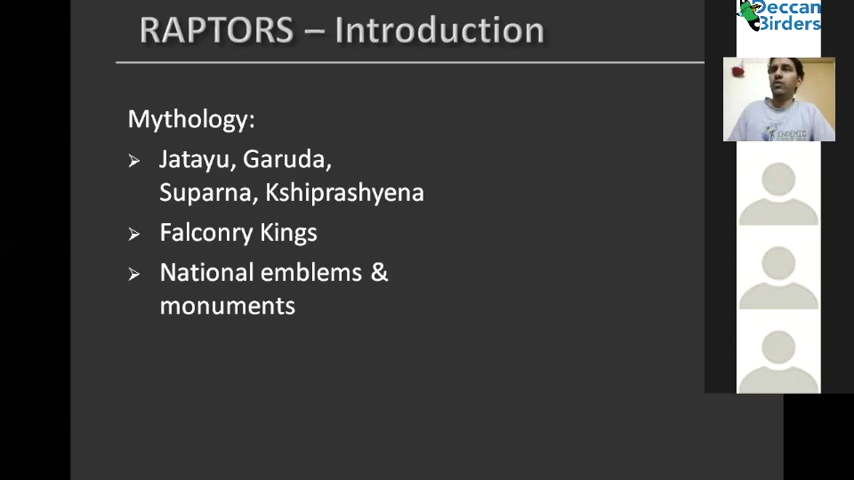 RAPTORS – Introduction
Deccan
Birders
Mythology:
Jatayu, Garuda,
Suparna, Kshiprashyena
Falconry Kings
National emblems &
monuments